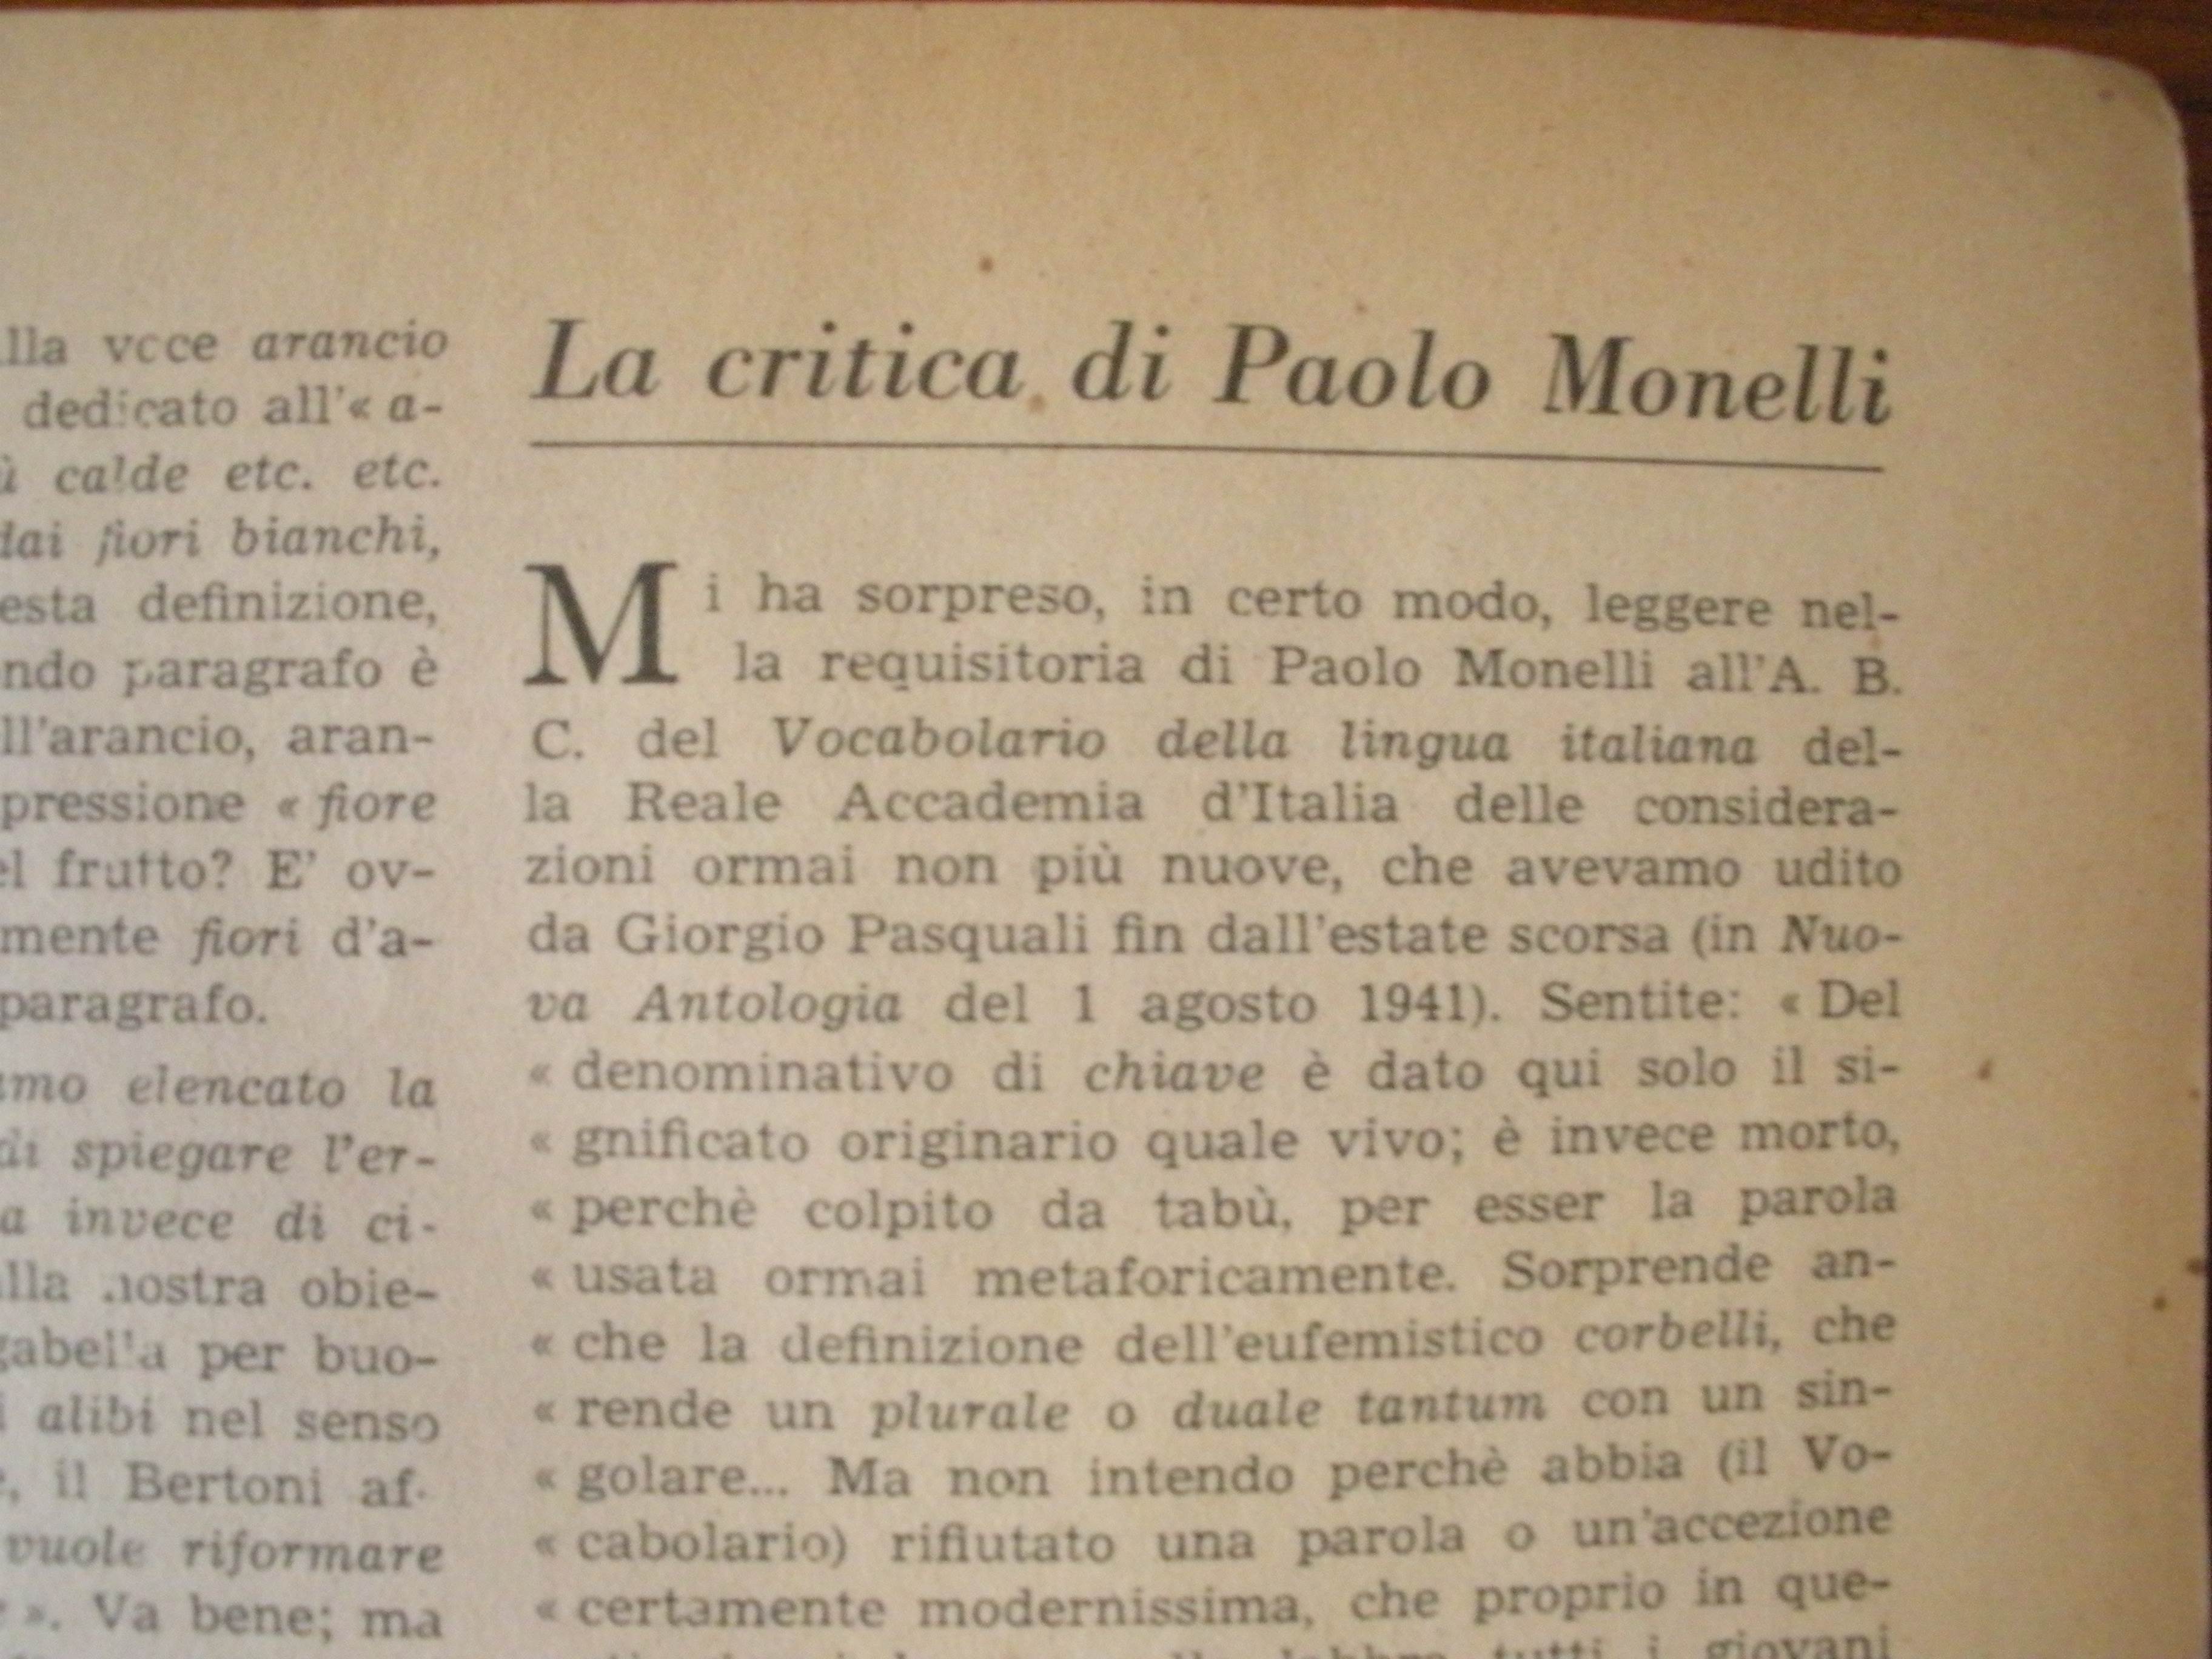 lla vcce arancio
dedicato all'« a-
ù calde etc. etc.
dai fiori bianchi,
esta definizione,
ndo paragrafo è
ll'arancio, aran-
pressione « fiore
el frutto? E' ov-
mente fiori d'a-
paragrafo.
mo elencato la
di spiegare l'er-
a invece di ci-
lla nostra obie-
gabella per buo-
i alibi nel senso
, il Bertoni af-
vuole riformare
». Va bene; ma
La critica di Paolo Monelli
Mi ha sorpreso, in certo modo, leggere nel-
la requisitoria di Paolo Monelli all'A. B.
C. del Vocabolario della lingua italiana del-
la Reale Accademia d'Italia delle considera-
zioni ormai non più nuove, che avevamo udito
da Giorgio Pasquali fin dall'estate scorsa (in Nuo-
va Antologia del 1 agosto 1941). Sentite: « Del
« denominativo di chiave è dato qui solo il si-
« gnificato originario quale vivo; è invece morto,
« perchè colpito da tabù, per esser la parola
« usata ormai metaforicamente. Sorprende an-
« che la definizione dell'eufemistico corbelli, che
« rende un plurale o duale tantum con un sin-
« golare... Ma non intendo perchè abbia (il Vo-
« cabolario) rifiutato una parola o un'accezione
« certamente modernissima, che proprio in que-
tutti i giovani